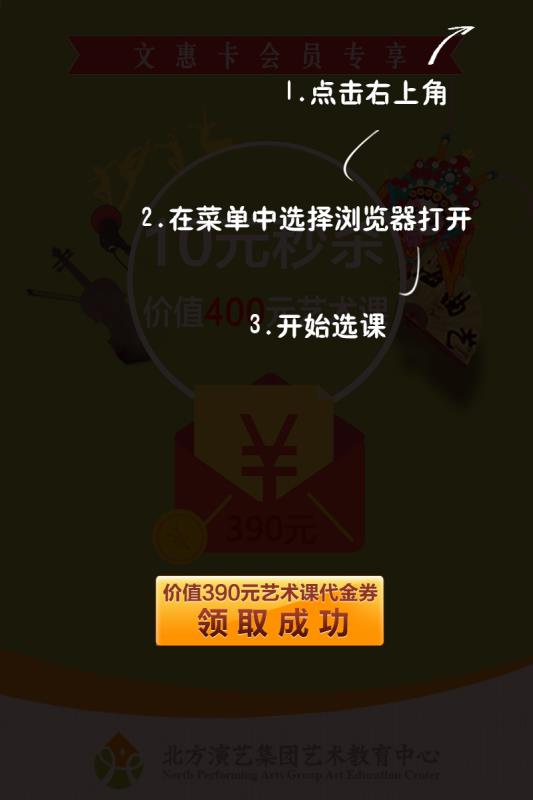 文惠卡会员专享
1.点击右上角
2.在菜单中选择浏览器打开
10元秒杀
价值400元艺术课
3.开始选课
¥
390元
价值390元艺术课代金券
领取成功
北方演艺集团艺术教育中心
North Performing Arts Group Art Education Center